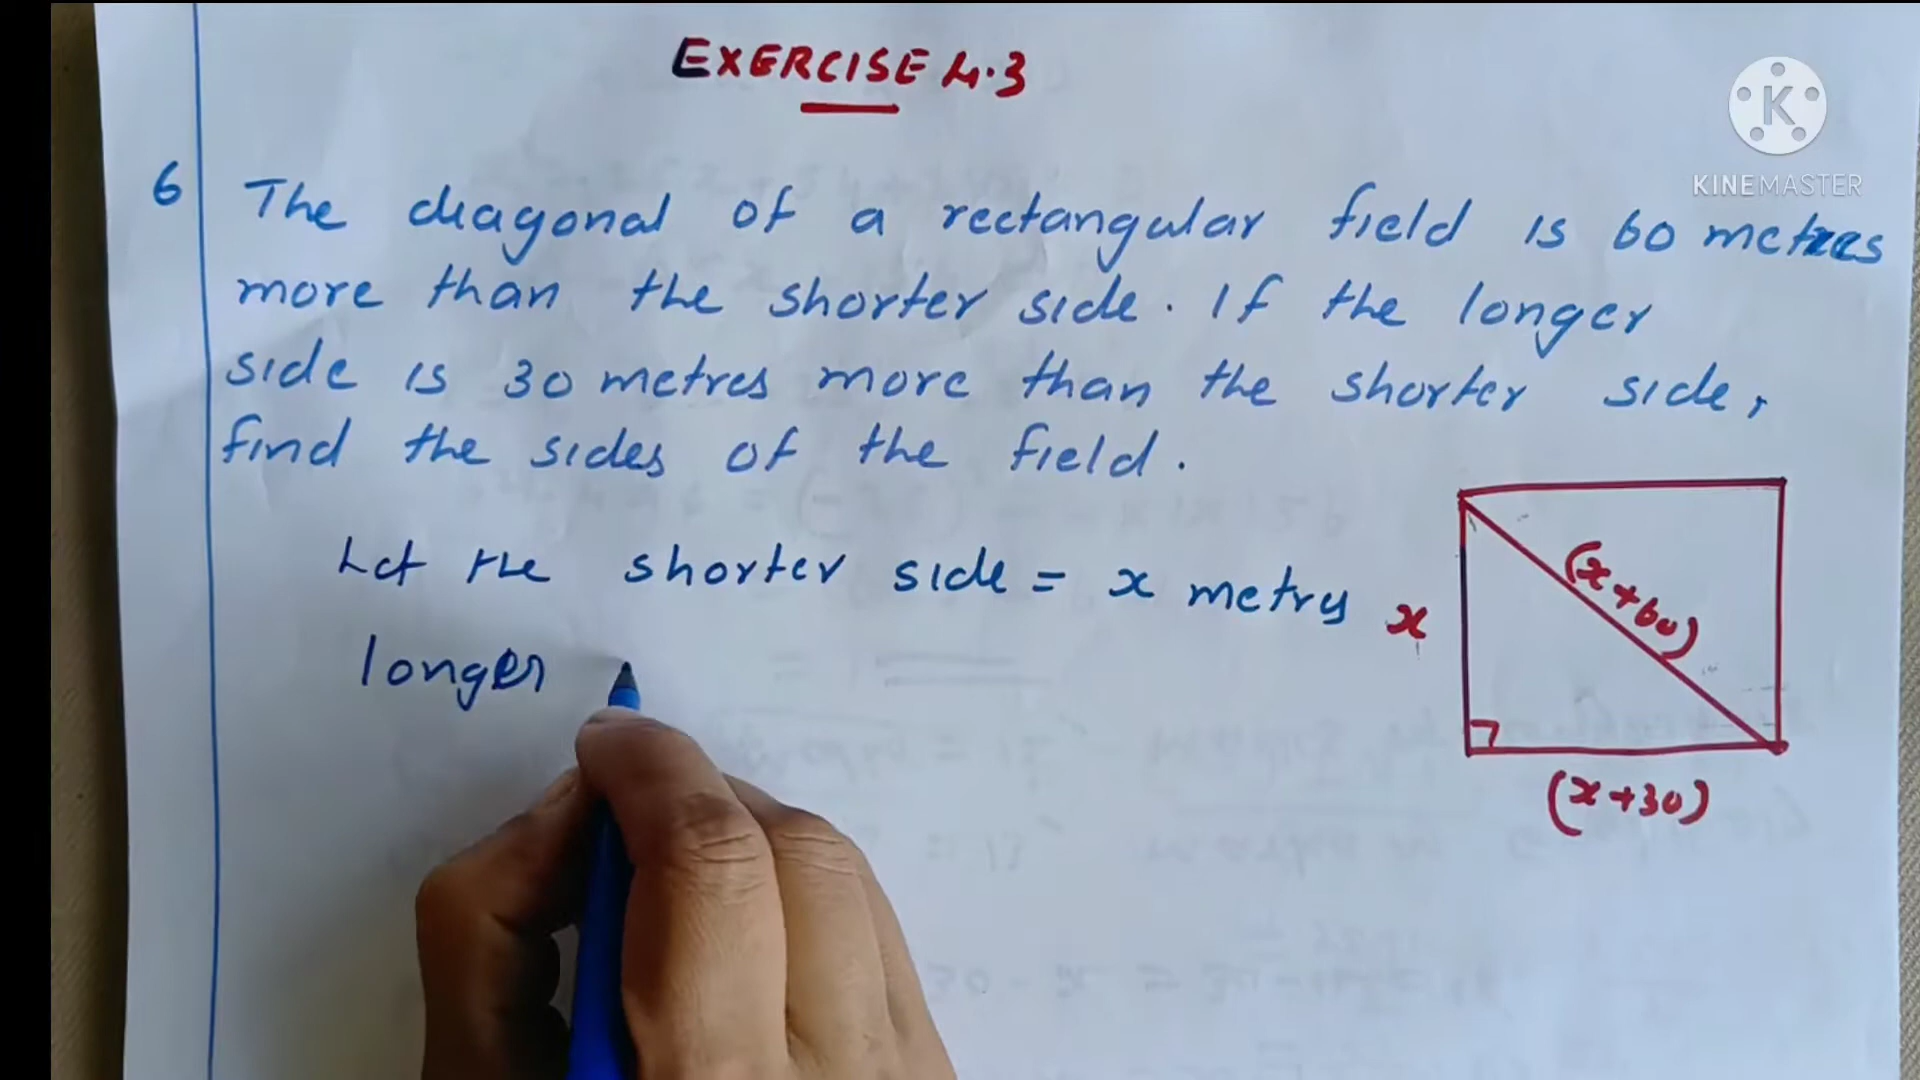 EXERCISE 4.3
KINEMASTER
6 The diagonal of a rectangular field is 60 metres
more than the shorter side. If the longer
side is 30 metres more than the shorter side,
find the sides of the field.
Let the shorter side = x metres
x
(x+60)
longer
(x+30)